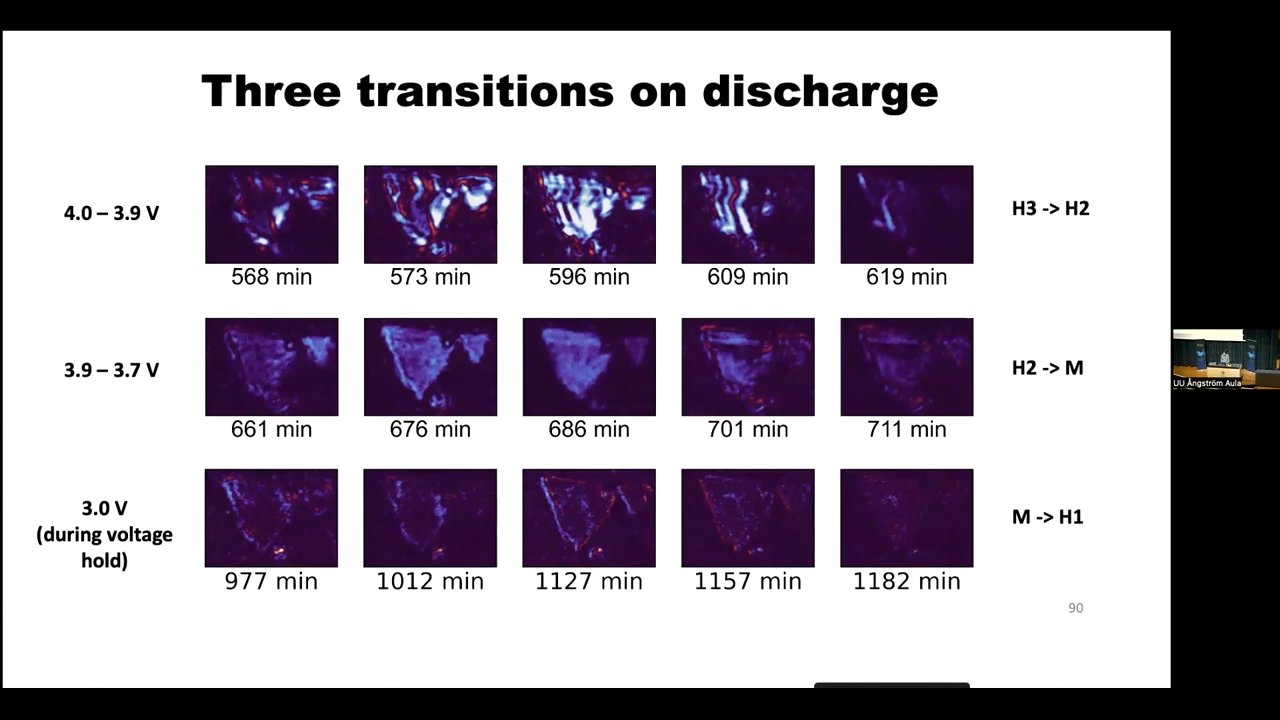 Three transitions on discharge
4.0 – 3.9 V
568 min
573 min
596 min
609 min
619 min
H3 -> H2
3.9 – 3.7 V
661 min
676 min
686 min
701 min
711 min
H2 -> M
3.0 V
(during voltage
hold)
977 min
1012 min
1127 min
1157 min
1182 min
M -> H1
90
UU Ångström Aula